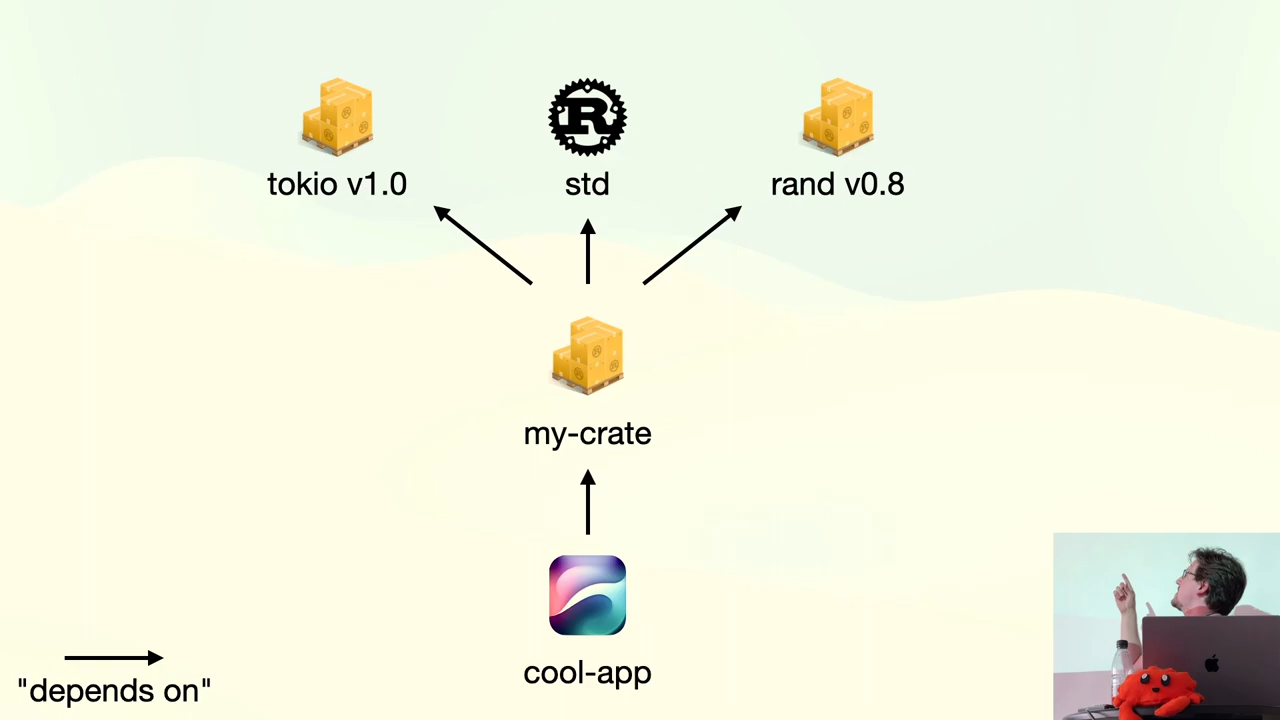 tokio v1.0
std
rand v0.8
my-crate
cool-app
"depends on"